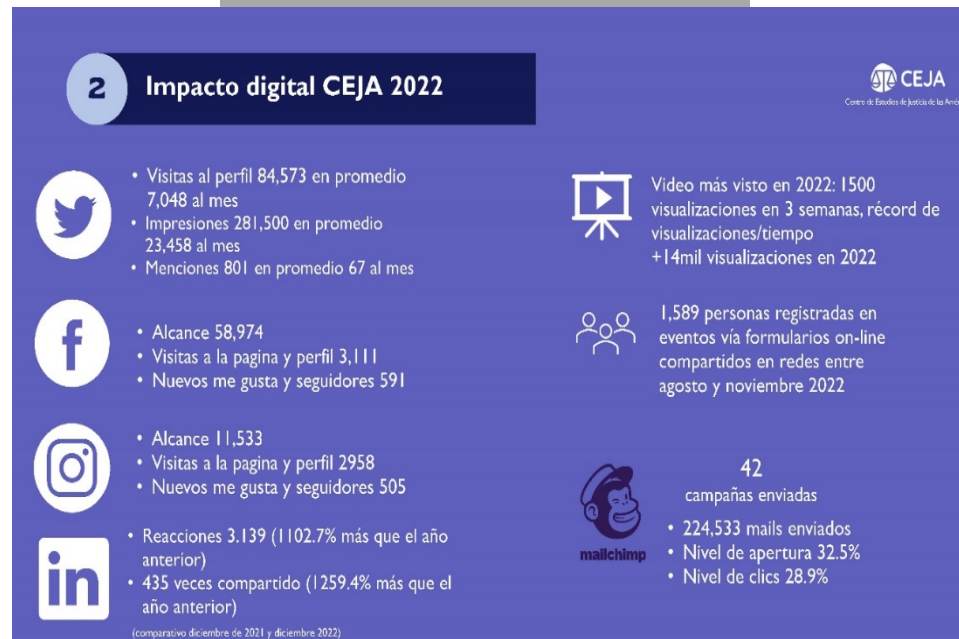 2
Impacto digital CEJA 2022
CEJA
Centro de Estudios de Justicia de las Amér
• Visitas al perfil 84,573 en promedio
7,048 al mes
• Impresiones 281,500 en promedio
23,458 al mes
• Menciones 801 en promedio 67 al mes
• Alcance 58,974
• Visitas a la pagina y perfil 3,111
• Nuevos me gusta y seguidores 591
• Alcance 11,533
• Visitas a la pagina y perfil 2958
• Nuevos me gusta y seguidores 505
• Reacciones 3.139 (1102.7% más que el año
anterior)
• 435 veces compartido (1259.4% más que el
año anterior)
(comparativo diciembre de 2021 y diciembre 2022)
Video más visto en 2022: 1500
visualizaciones en 3 semanas, récord de
visualizaciones/tiempo
+14mil visualizaciones en 2022
1,589 personas registradas en
eventos vía formularios on-line
compartidos en redes entre
agosto y noviembre 2022
mailchimp
42
campañas enviadas
• 224,533 mails enviados
• Nivel de apertura 32.5%
• Nivel de clics 28.9%